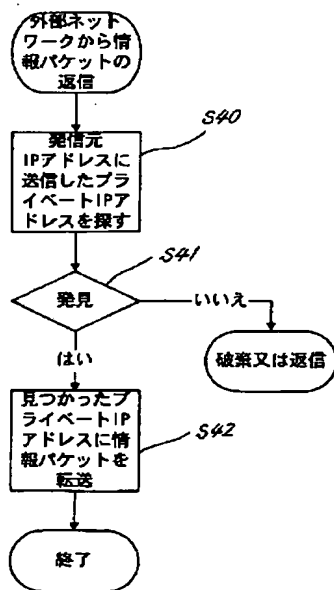 外部ネット
ワークから情
報パケットの
返信
S40
発信元
IPアドレスに
送信したプラ
イベートIPア
ドレスを探す
S41
発見
いいえ
はい
破棄又は返信
見つかったプ
ライベートIP
アドレスに情
報パケットを
転送
S42
終了